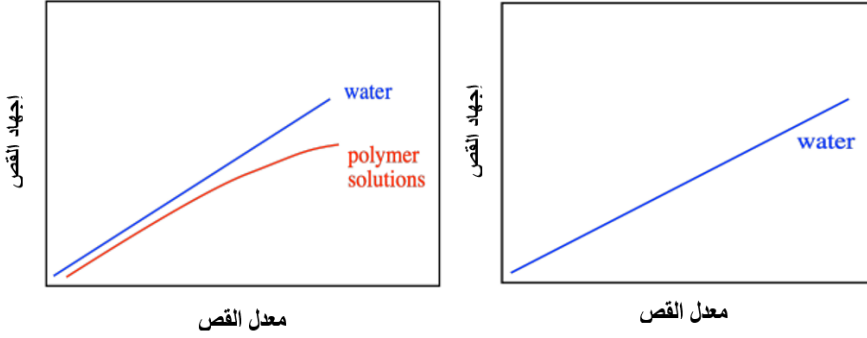 إجهاد القص
water
polymer
solutions
معدل القص
إجهاد القص
water
معدل القص